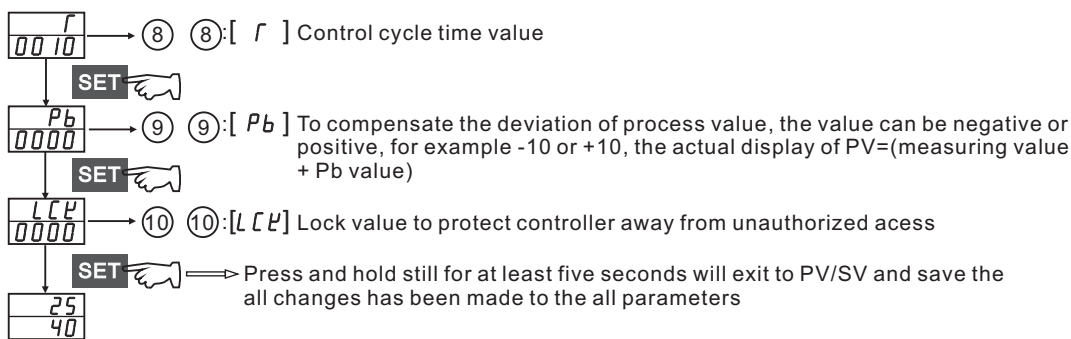 Г
0010 ⑧ ⑧:[ Г ] Control cycle time value
SET
Pb
0000 ⑨ ⑨:[ Pb ] To compensate the deviation of process value, the value can be negative or
positive, for example -10 or +10, the actual display of PV=(measuring value
+ Pb value)
SET
LCK
0000 ⑩ ⑩:[LCK] Lock value to protect controller away from unauthorized acess
SET Press and hold still for at least five seconds will exit to PV/SV and save the
all changes has been made to the all parameters
25
40